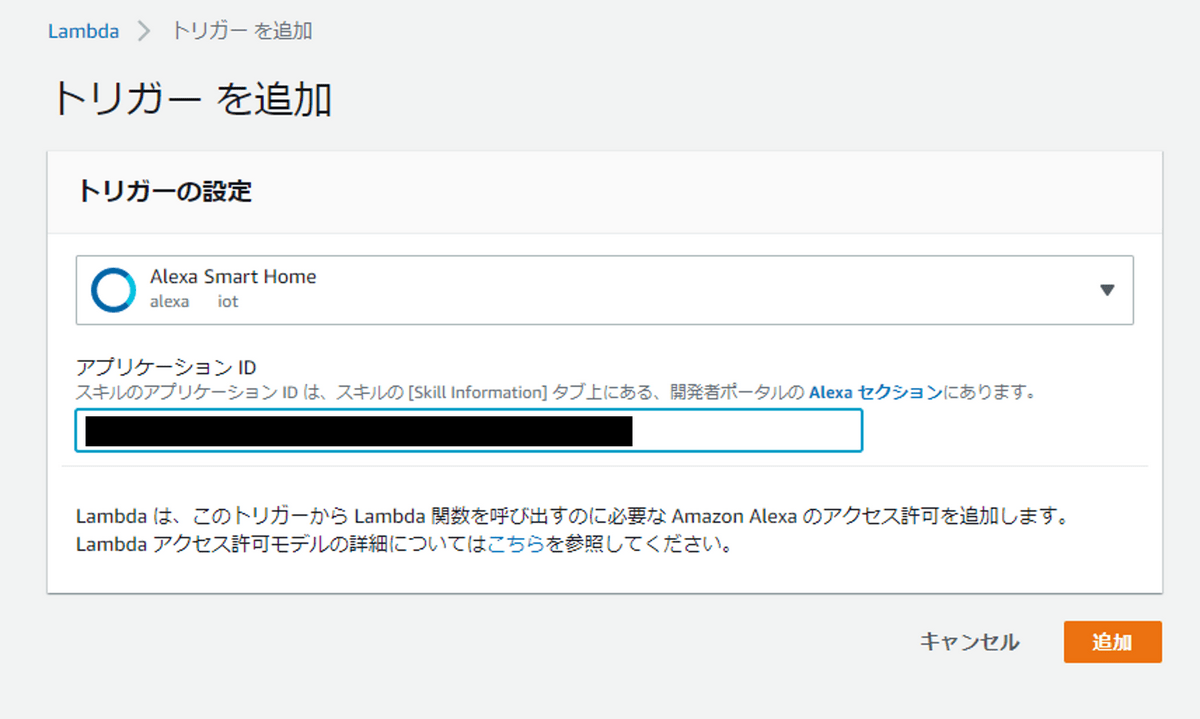 Lambda > トリガー を追加
トリガー を追加
トリガーの設定
Alexa Smart Home
alexa iot
アプリケーション ID
スキルのアプリケーション ID は、スキルの [Skill Information] タブ上にある、開発者ポータルの Alexa セクションにあります。
Lambda は、このトリガーから Lambda 関数を呼び出すのに必要な Amazon Alexa のアクセス許可を追加します。
Lambda アクセス許可モデルの詳細についてはこちらを参照してください。
キャンセル 追加